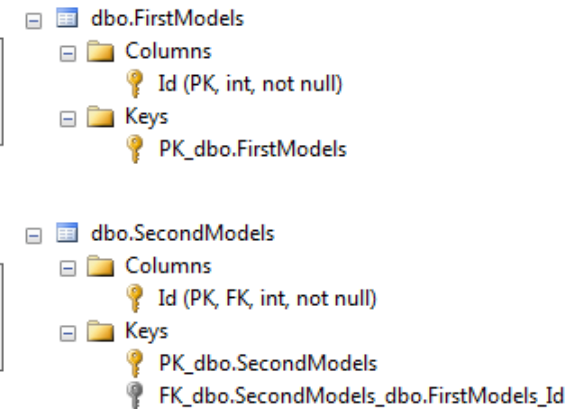 dbo.FirstModels
Columns
Id (PK, int, not null)
Keys
PK_dbo.FirstModels
dbo.SecondModels
Columns
Id (PK, FK, int, not null)
Keys
PK_dbo.SecondModels
FK_dbo.SecondModels_dbo.FirstModels_Id